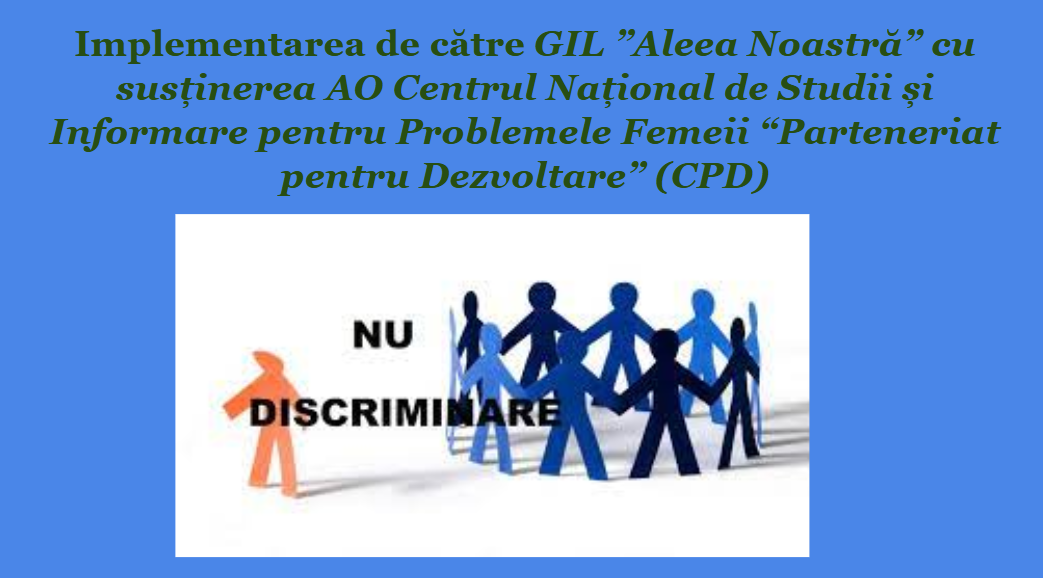 Implementarea de către GIL ”Aleea Noastră” cu
susținerea AO Centrul Național de Studii și
Informare pentru Problemele Femeii “Parteneriat
pentru Dezvoltare” (CPD)
NU
DISCRIMINARE